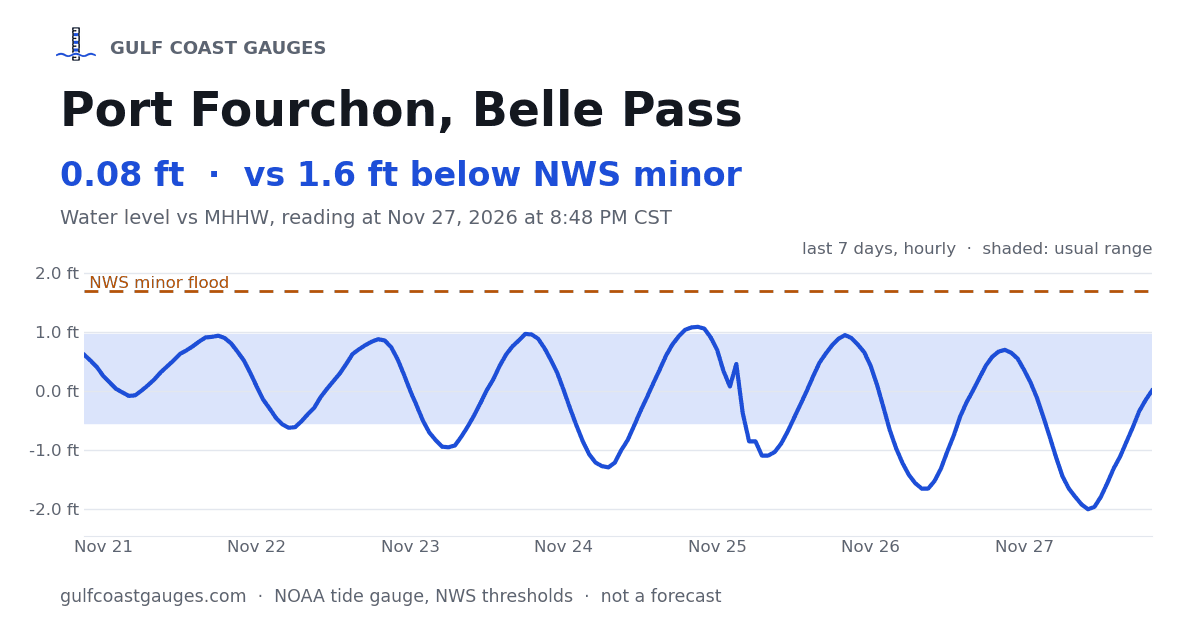 GULF COAST GAUGES
Port Fourchon, Belle Pass
0.08 ft · vs 1.6 ft below NWS minor
Water level vs MHHW, reading at Nov 27, 2026 at 8:48 PM CST
last 7 days, hourly · shaded: usual range
2.0 ft
NWS minor flood
1.0 ft
0.0 ft
-1.0 ft
-2.0 ft
Nov 21 Nov 22 Nov 23 Nov 24 Nov 25 Nov 26 Nov 27
gulfcoastgauges.com · NOAA tide gauge, NWS thresholds · not a forecast